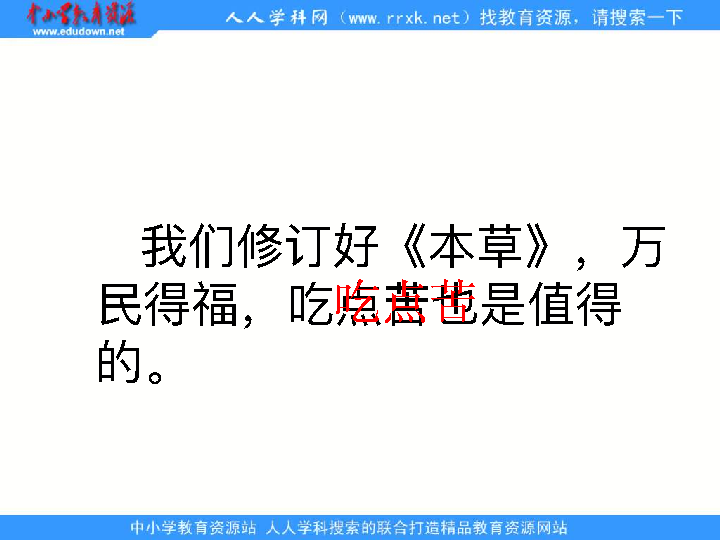 中小学教育资源
www.edudown.net
人人学科网（www.rrxk.net）找教育资源，请搜索一下
我们修订好《本草》，万
民得福，吃点苦也是值得
的。
吃点苦
中小学教育资源站 人人学科搜索的联合打造精品教育资源网站